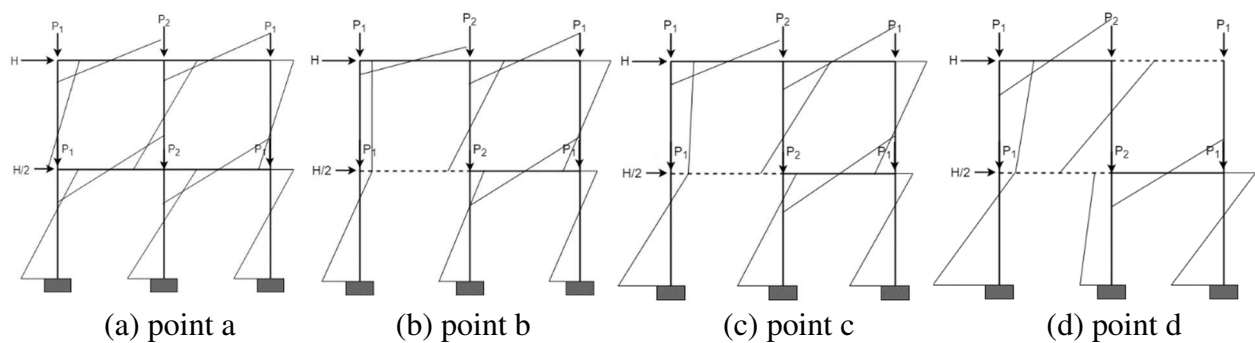 P1 P2 P1
H
P1 P2 P1
H/2
P1 P2 P1
H
P1 P2 P1
H/2
P1 P2 P1
H
P1 P2 P1
H/2
P1 P2 P1
H
P1 P2 P1
H/2
(a) point a
(b) point b
(c) point c
(d) point d